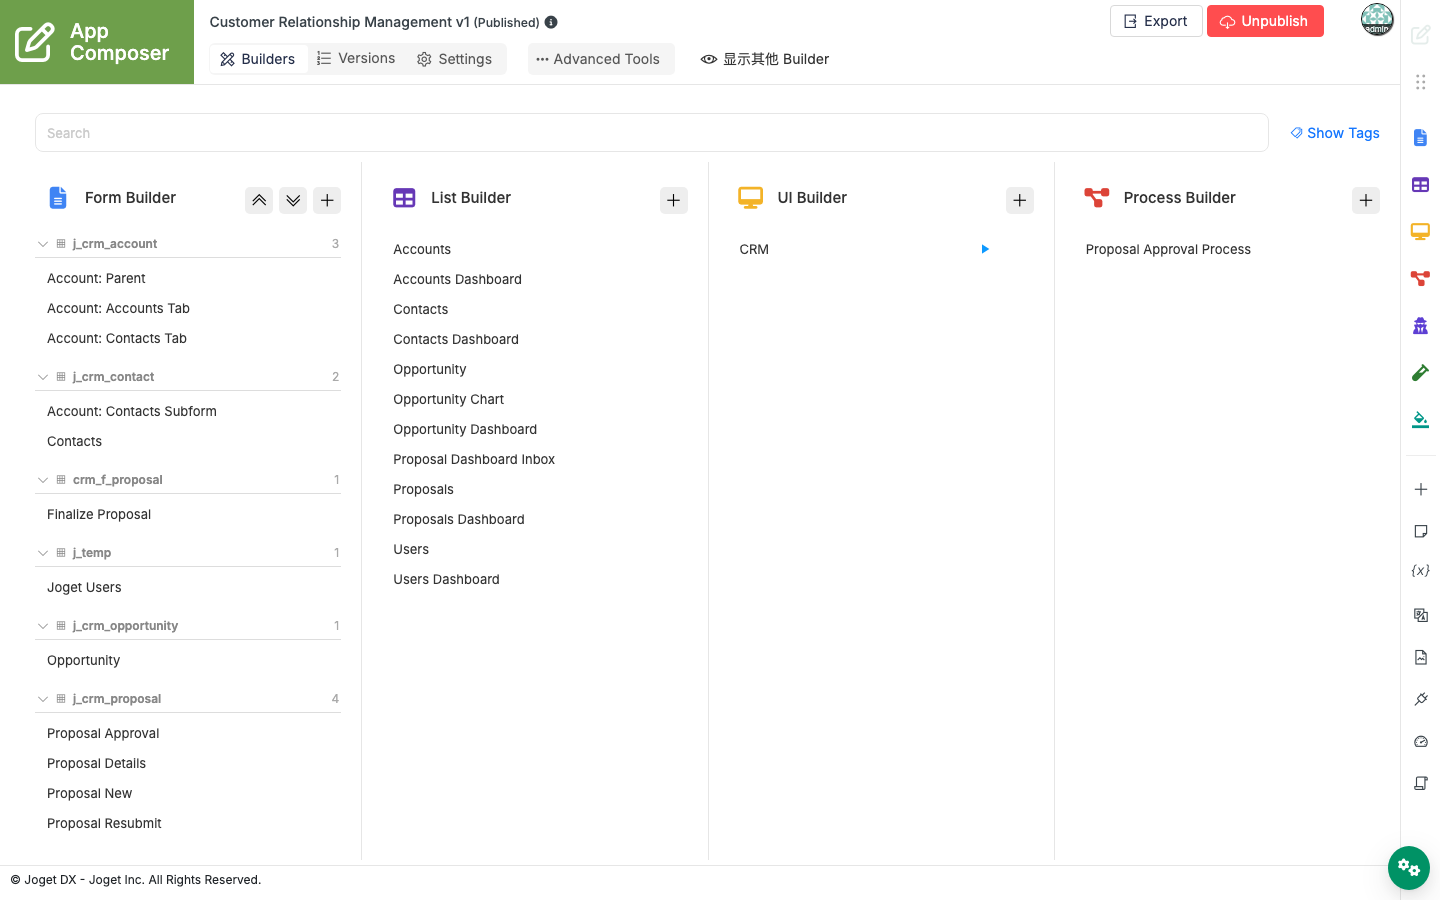 App
Composer
Customer Relationship Management v1 (Published)
Export
Unpublish
admin
Builders
Versions
Settings
Advanced Tools
显示其他 Builder
Search
Show Tags
Form Builder
j_crm_account 3
Account: Parent
Account: Accounts Tab
Account: Contacts Tab
j_crm_contact 2
Account: Contacts Subform
Contacts
crm_f_proposal 1
Finalize Proposal
j_temp 1
Joget Users
j_crm_opportunity 1
Opportunity
j_crm_proposal 4
Proposal Approval
Proposal Details
Proposal New
Proposal Resubmit
List Builder
Accounts
Accounts Dashboard
Contacts
Contacts Dashboard
Opportunity
Opportunity Chart
Opportunity Dashboard
Proposal Dashboard Inbox
Proposals
Proposals Dashboard
Users
Users Dashboard
UI Builder
CRM
Process Builder
Proposal Approval Process
{x}
© Joget DX - Joget Inc. All Rights Reserved.